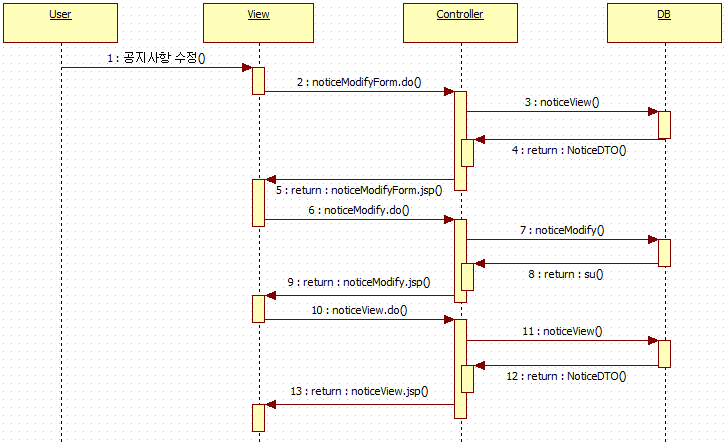 User
View
Controller
DB
1 : 공지사항 수정()
2 : noticeModifyForm.do()
3 : noticeView()
4 : return : NoticeDTO()
5 : return : noticeModifyForm.jsp()
6 : noticeModify.do()
7 : noticeModify()
8 : return : su()
9 : return : noticeModify.jsp()
10 : noticeView.do()
11 : noticeView()
12 : return : NoticeDTO()
13 : return : noticeView.jsp()